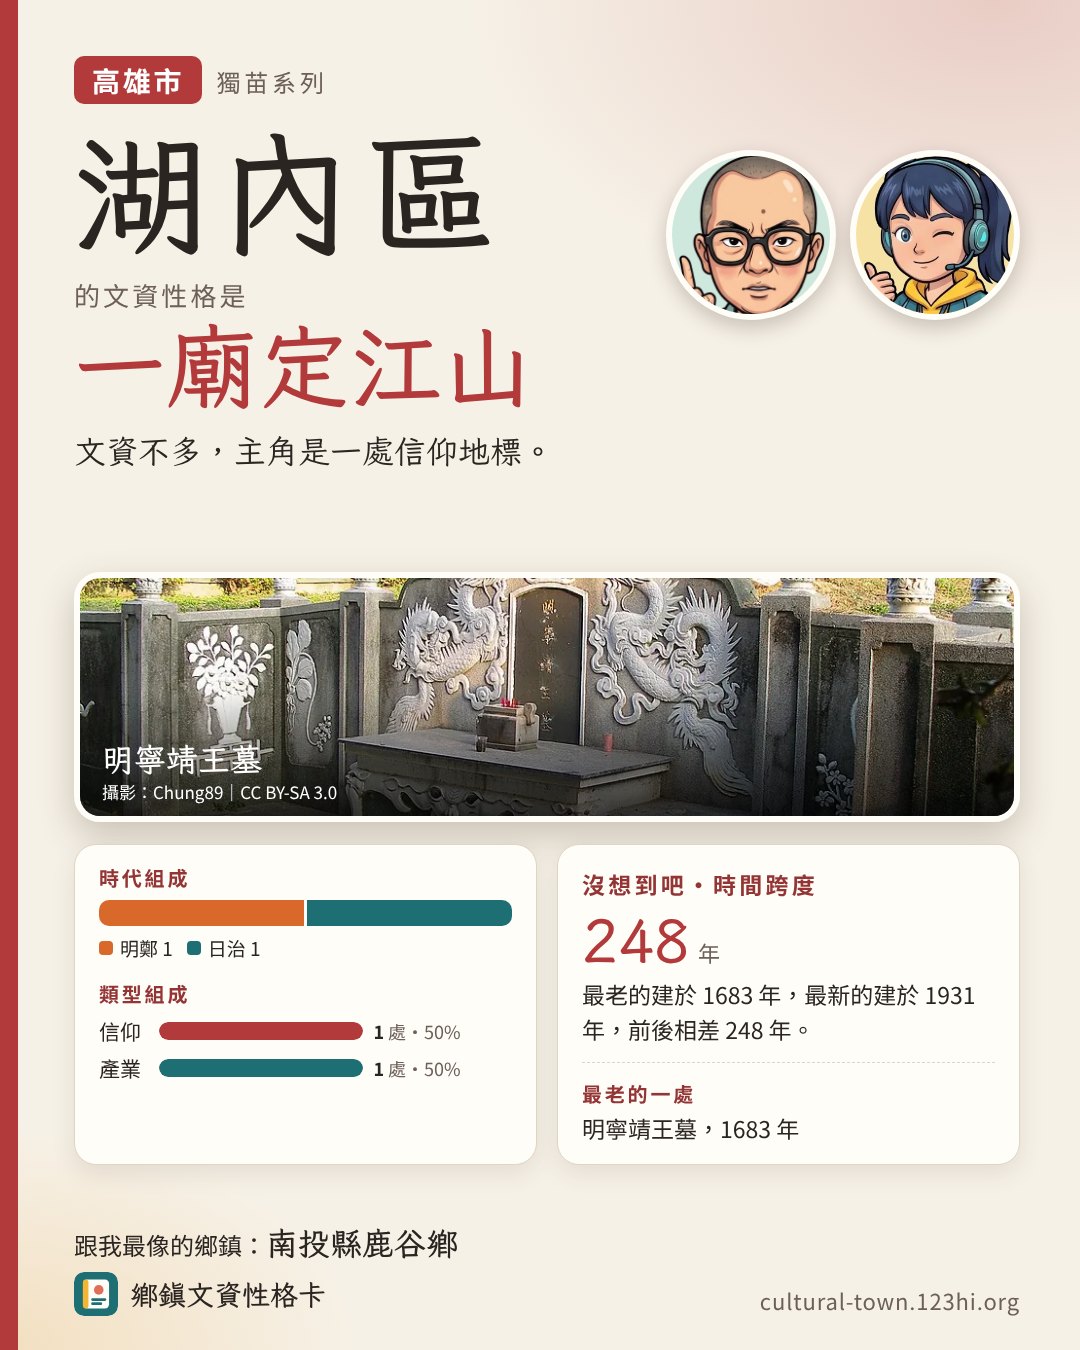 高雄市 獨苗系列
湖內區
的文資性格是
一廟定江山
文資不多，主角是一處信仰地標。
明寧靖王墓
明寧靖王墓
攝影：Chung89｜CC BY-SA 3.0
時代組成
明鄭 1 日治 1
類型組成
信仰 1 處・50%
產業 1 處・50%
沒想到吧・時間跨度
248 年
最老的建於 1683 年，最新的建於 1931
年，前後相差 248 年。
最老的一處
明寧靖王墓，1683 年
跟我最像的鄉鎮：南投縣鹿谷鄉
鄉鎮文資性格卡
cultural-town.123hi.org